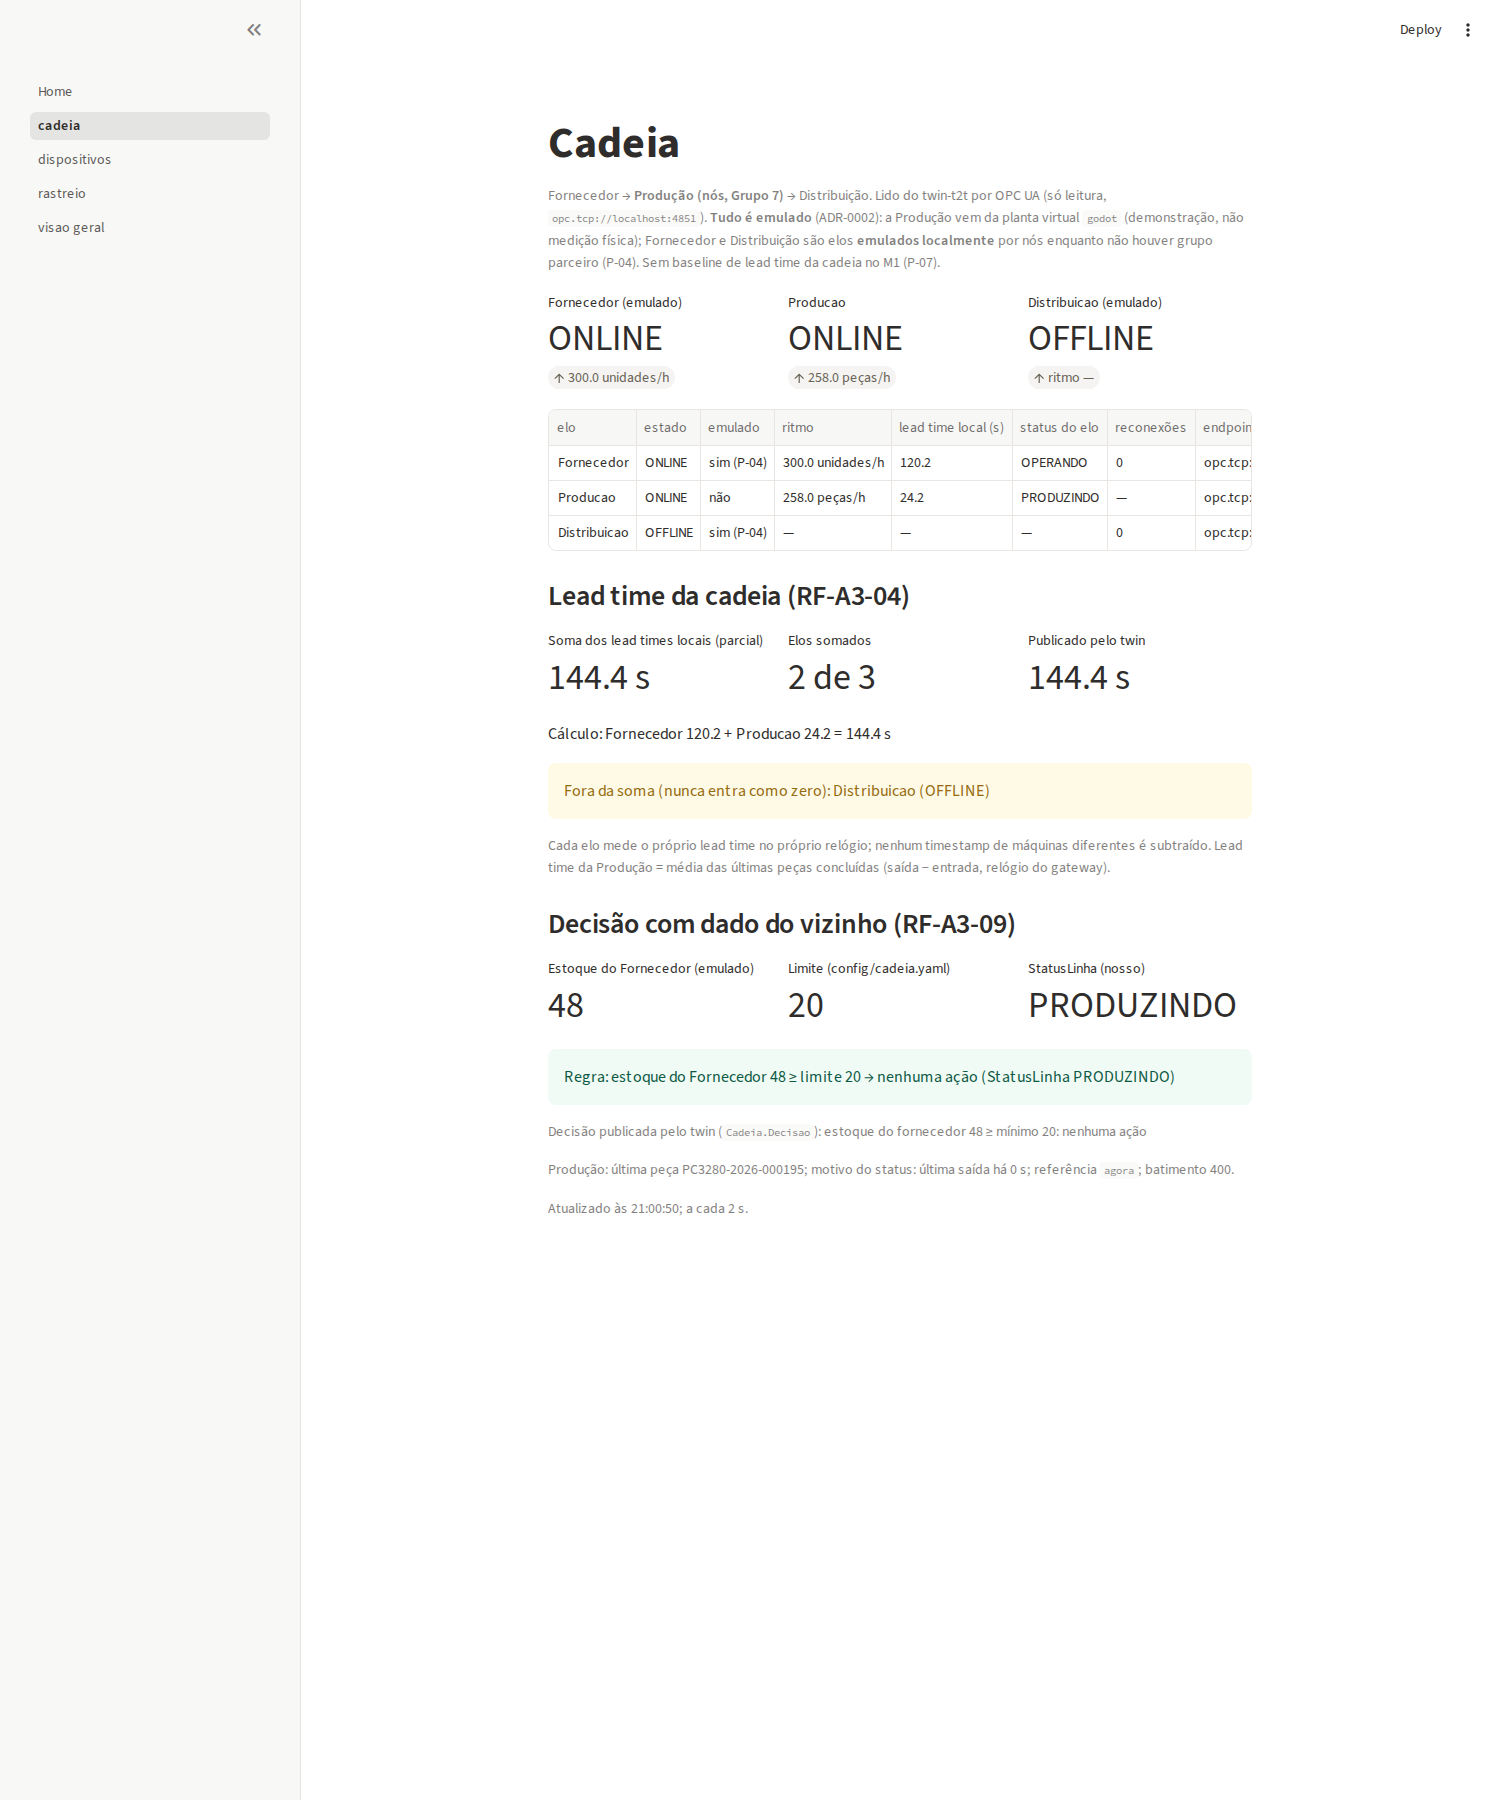 Deploy
Home
cadeia
dispositivos
rastreio
visao geral
Cadeia
Fornecedor → Produção (nós, Grupo 7) → Distribuição. Lido do twin-t2t por OPC UA (só leitura,
opc.tcp://localhost:4851 ). Tudo é emulado (ADR-0002): a Produção vem da planta virtual godot (demonstração, não
medição física); Fornecedor e Distribuição são elos emulados localmente por nós enquanto não houver grupo
parceiro (P-04). Sem baseline de lead time da cadeia no M1 (P-07).
Fornecedor (emulado) Producao Distribuicao (emulado)
ONLINE ONLINE OFFLINE
↑ 300.0 unidades/h ↑ 258.0 peças/h ↑ ritmo —
elo estado emulado ritmo lead time local (s) status do elo reconexões endpoin
Fornecedor ONLINE sim (P-04) 300.0 unidades/h 120.2 OPERANDO 0 opc.tcp:
Producao ONLINE não 258.0 peças/h 24.2 PRODUZINDO — opc.tcp:
Distribuicao OFFLINE sim (P-04) — — — 0 opc.tcp:
Lead time da cadeia (RF-A3-04)
Soma dos lead times locais (parcial) Elos somados Publicado pelo twin
144.4 s 2 de 3 144.4 s
Cálculo: Fornecedor 120.2 + Producao 24.2 = 144.4 s
Fora da soma (nunca entra como zero): Distribuicao (OFFLINE)
Cada elo mede o próprio lead time no próprio relógio; nenhum timestamp de máquinas diferentes é subtraído. Lead
time da Produção = média das últimas peças concluídas (saída − entrada, relógio do gateway).
Decisão com dado do vizinho (RF-A3-09)
Estoque do Fornecedor (emulado) Limite (config/cadeia.yaml) StatusLinha (nosso)
48 20 PRODUZINDO
Regra: estoque do Fornecedor 48 ≥ limite 20 → nenhuma ação (StatusLinha PRODUZINDO)
Decisão publicada pelo twin ( Cadeia.Decisao ): estoque do fornecedor 48 ≥ mínimo 20: nenhuma ação
Produção: última peça PC3280-2026-000195; motivo do status: última saída há 0 s; referência agora ; batimento 400.
Atualizado às 21:00:50; a cada 2 s.